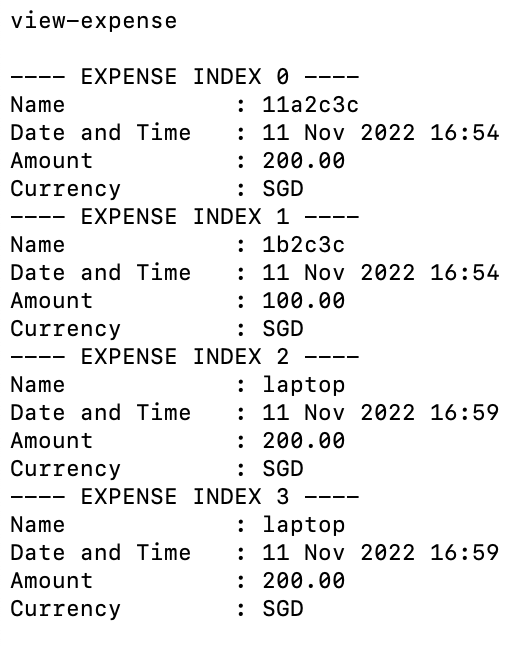 view-expense

---- EXPENSE INDEX 0 ----
Name            : 11a2c3c
Date and Time   : 11 Nov 2022 16:54
Amount          : 200.00
Currency        : SGD
---- EXPENSE INDEX 1 ----
Name            : 1b2c3c
Date and Time   : 11 Nov 2022 16:54
Amount          : 100.00
Currency        : SGD
---- EXPENSE INDEX 2 ----
Name            : laptop
Date and Time   : 11 Nov 2022 16:59
Amount          : 200.00
Currency        : SGD
---- EXPENSE INDEX 3 ----
Name            : laptop
Date and Time   : 11 Nov 2022 16:59
Amount          : 200.00
Currency        : SGD